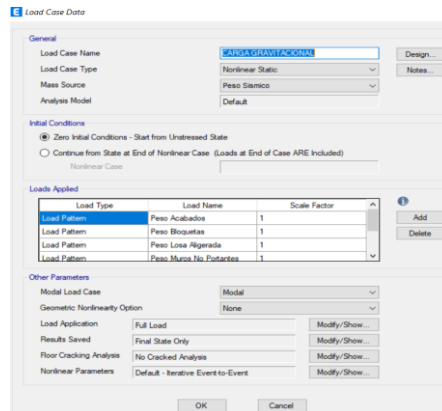 E Load Case Data
General
Load Case Name CARGA GRAVITACIONAL Design...
Load Case Type Nonlinear Static Notes...
Mass Source Peso Sismico
Analysis Model Default
Initial Conditions
Zero Initial Conditions - Start from Unstressed State
Continue from State at End of Nonlinear Case (Loads at End of Case ARE Included)
Nonlinear Case
Loads Applied
Load Type Load Name Scale Factor
Load Pattern Peso Acabados 1 Add
Load Pattern Peso Bloquetas 1 Delete
Load Pattern Peso Losa Aligerada 1
Load Pattern Peso Muros No Portantes 1
Other Parameters
Modal Load Case Modal
Geometric Nonlinearity Option None
Load Application Full Load Modify/Show...
Results Saved Final State Only Modify/Show...
Floor Cracking Analysis No Cracked Analysis Modify/Show...
Nonlinear Parameters Default - Iterative Event-to-Event Modify/Show...
OK Cancel